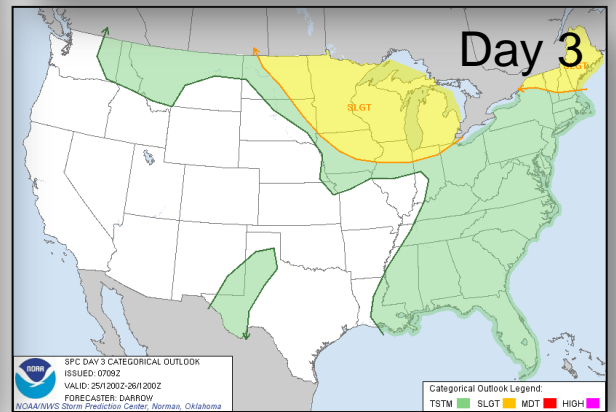 Day 3
SLGT
SLGT
NOAA
SPC DAY 3 CATEGORICAL OUTLOOK
ISSUED: 0709Z
VALID: 25/1200Z-26/1200Z
FORECASTER: DARROW
NOAA/NWS Storm Prediction Center, Norman, Oklahoma
Categorical Outlook Legend:
TSTM SLGT MDT HIGH